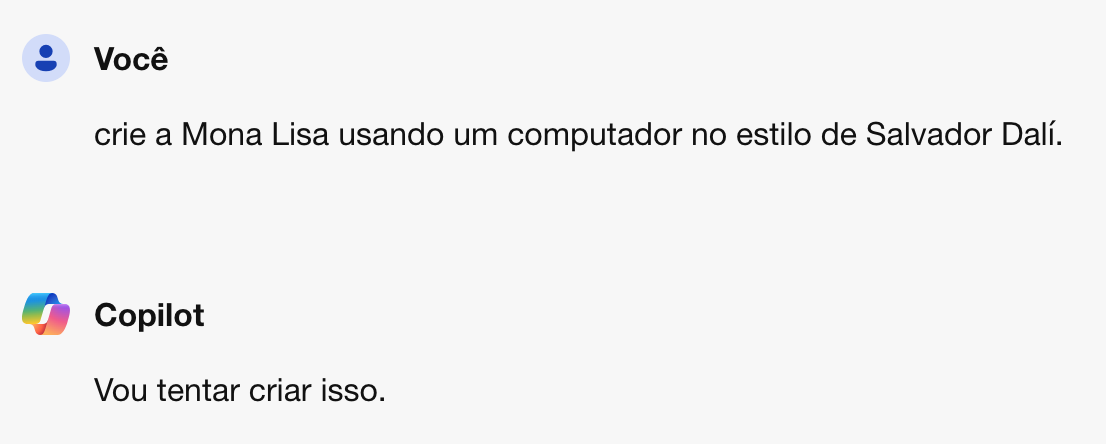 Você
crie a Mona Lisa usando um computador no estilo de Salvador Dalí.
Copilot
Vou tentar criar isso.